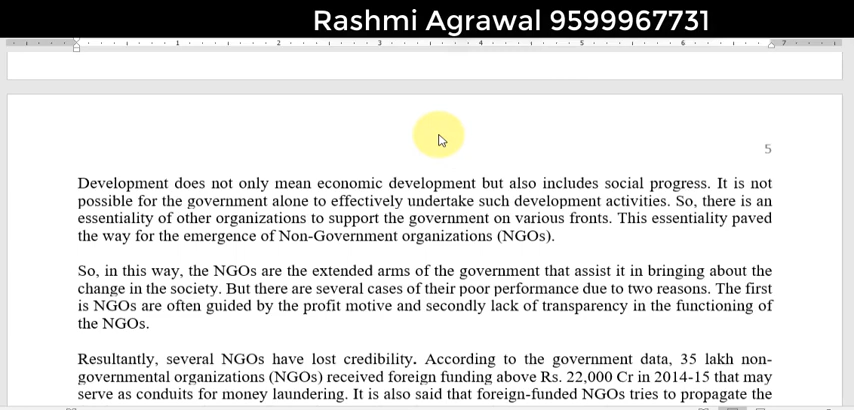 Rashmi Agrawal 9599967731
1 2 3 4 5 6 7
5
Development does not only mean economic development but also includes social progress. It is not
possible for the government alone to effectively undertake such development activities. So, there is an
essentiality of other organizations to support the government on various fronts. This essentiality paved
the way for the emergence of Non-Government organizations (NGOs).
So, in this way, the NGOs are the extended arms of the government that assist it in bringing about the
change in the society. But there are several cases of their poor performance due to two reasons. The first
is NGOs are often guided by the profit motive and secondly lack of transparency in the functioning of
the NGOs.
Resultantly, several NGOs have lost credibility. According to the government data, 35 lakh non-
governmental organizations (NGOs) received foreign funding above Rs. 22,000 Cr in 2014-15 that may
serve as conduits for money laundering. It is also said that foreign-funded NGOs tries to propagate the